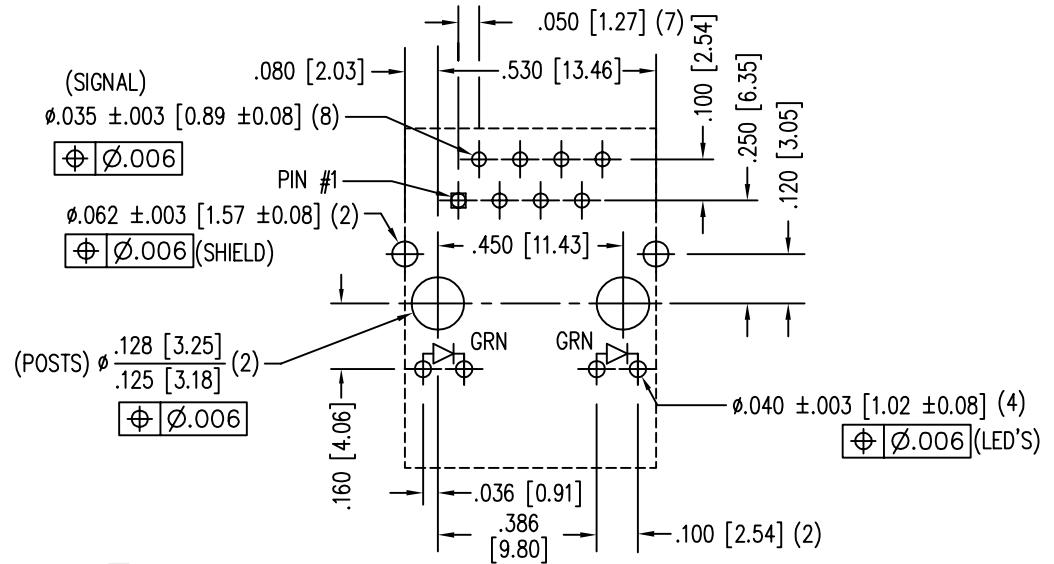 .050 [1.27] (7)
.080 [2.03]
.530 [13.46]
.100 [2.54]
.250 [6.35]
.120 [3.05]
(SIGNAL)
ø.035 ±.003 [0.89 ±0.08] (8)
⌖ Ø.006
PIN #1
ø.062 ±.003 [1.57 ±0.08] (2)
⌖ Ø.006 (SHIELD)
.450 [11.43]
(POSTS) ø .128 [3.25] (2)
.125 [3.18]
⌖ Ø.006
GRN
GRN
ø.040 ±.003 [1.02 ±0.08] (4)
⌖ Ø.006 (LED'S)
.160 [4.06]
.036 [0.91]
.386
[9.80]
.100 [2.54] (2)